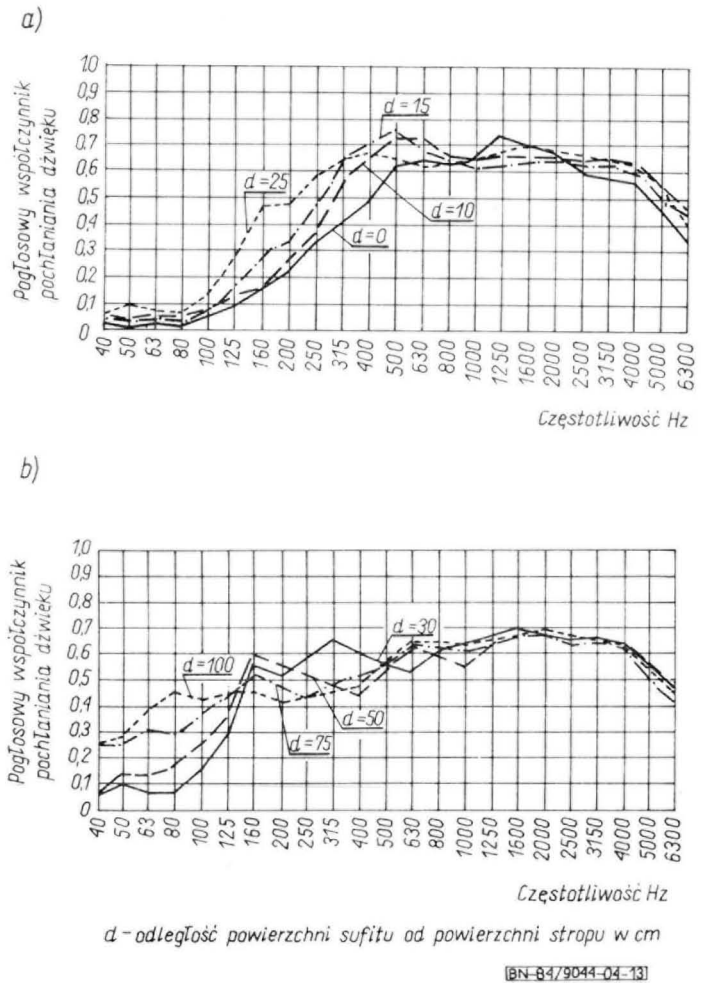 a)
Pogłosowy współczynnik
pochłaniania dźwięku
1.0
0,9
0,8
0,7
0,6
0,5
0,4
0,3
0,2
0,1
0
d=15
d=25
d=10
d=0
40 50 63 80 100 125 160 200 250 315 400 500 630 800 1000 1250 1600 2000 2500 3150 4000 5000 6300
Częstotliwość Hz
b)
Pogłosowy współczynnik
pochłaniania dźwieku
1,0
0,9
0,8
0,7
0,6
0,5
0,4
0,3
0,2
0,1
0
d=30
d=100
d=50
d=75
40 50 63 80 100 125 160 200 250 315 400 500 630 800 1000 1250 1600 2000 2500 3150 4000 5000 6300
Częstotliwość Hz
d - odległość powierzchni sufitu od powierzchni stropu w cm
BN-84/9044-04-13